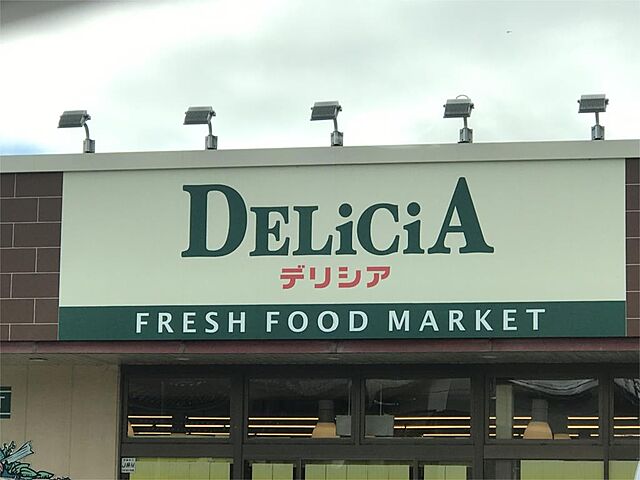 DELiCiA
デリシア
FRESH FOOD MARKET